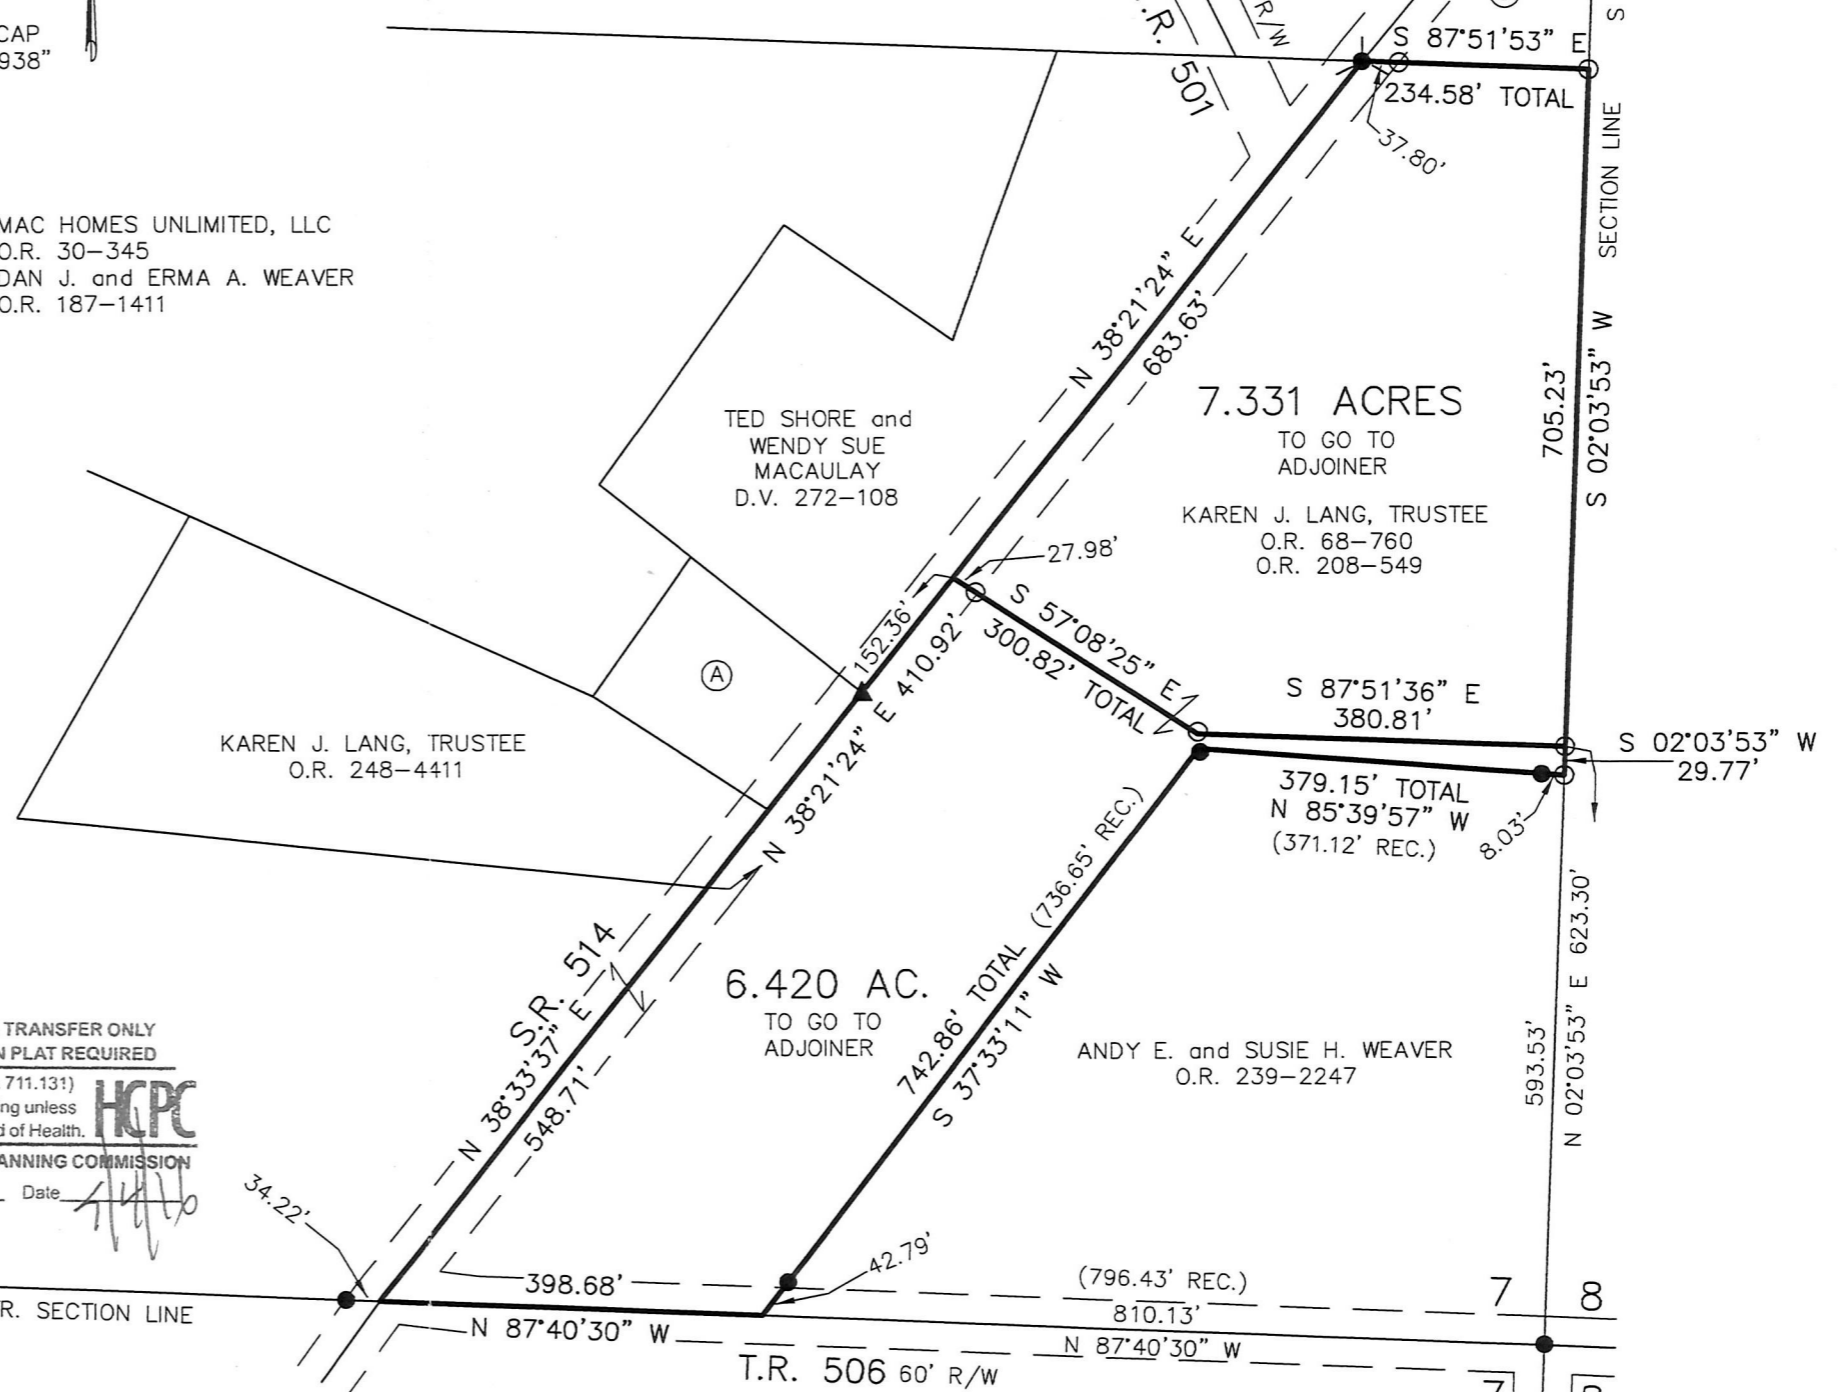 CAP
938"
T.R. 501
R/W
S
S 87°51'53" E
234.58' TOTAL
37.80'
SECTION LINE
MAC HOMES UNLIMITED, LLC
O.R. 30-345
DAN J. and ERMA A. WEAVER
O.R. 187-1411
N 38°21'24" E
683.63'
7.331 ACRES
TO GO TO
ADJOINER
KAREN J. LANG, TRUSTEE
O.R. 68-760
O.R. 208-549
705.23'
S 02°03'53" W
TED SHORE and
WENDY SUE
MACAULAY
D.V. 272-108
27.98'
152.36'
S 57°08'25" E
300.82' TOTAL
N 38°21'24" E 410.92'
A
S 87°51'36" E
380.81'
S 02°03'53" W
29.77'
KAREN J. LANG, TRUSTEE
O.R. 248-4411
379.15' TOTAL
N 85°39'57" W
(371.12' REC.)
8.03'
742.86' TOTAL (736.65' REC.)
S 37°33'11" W
S.R. 514
6.420 AC.
TO GO TO
ADJOINER
ANDY E. and SUSIE H. WEAVER
O.R. 239-2247
593.53'
N 02°03'53" E 623.30'
N 38°33'37" E
548.71'
TRANSFER ONLY
N PLAT REQUIRED
711.131)
ng unless
d of Health.
HCPC
ANNING COMMISSION
Date
34.22'
42.79'
398.68'
(796.43' REC.)
810.13'
7 8
R. SECTION LINE
N 87°40'30" W
N 87°40'30" W
T.R. 506 60' R/W
7